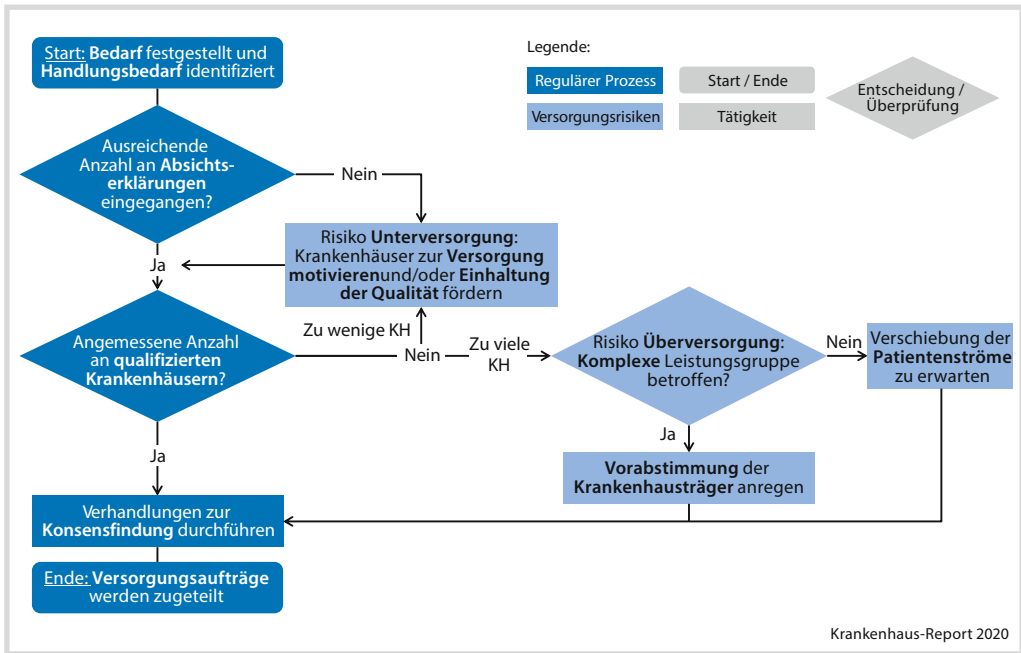 Start: Bedarf festgestellt und
Handlungsbedarf identifiziert
Legende:
Regulärer Prozess
Start / Ende
Entscheidung /
Überprüfung
Versorgungsrisiken
Tätigkeit
Ausreichende
Anzahl an Absichts-
erklärungen
eingegangen?
Nein
Ja
Risiko Unterversorgung:
Krankenhäuser zur Versorgung
motivierenund/oder Einhaltung
der Qualität fördern
Angemessene Anzahl
an qualifizierten
Krankenhäusern?
Zu wenige KH
Nein
Zu viele
KH
Risiko Überversorgung:
Komplexe Leistungsgruppe
betroffen?
Nein
Verschiebung der
Patientenströme
zu erwarten
Ja
Ja
Vorabstimmung der
Krankenhausträger anregen
Verhandlungen zur
Konsensfindung durchführen
Ende: Versorgungsaufträge
werden zugeteilt
Krankenhaus-Report 2020